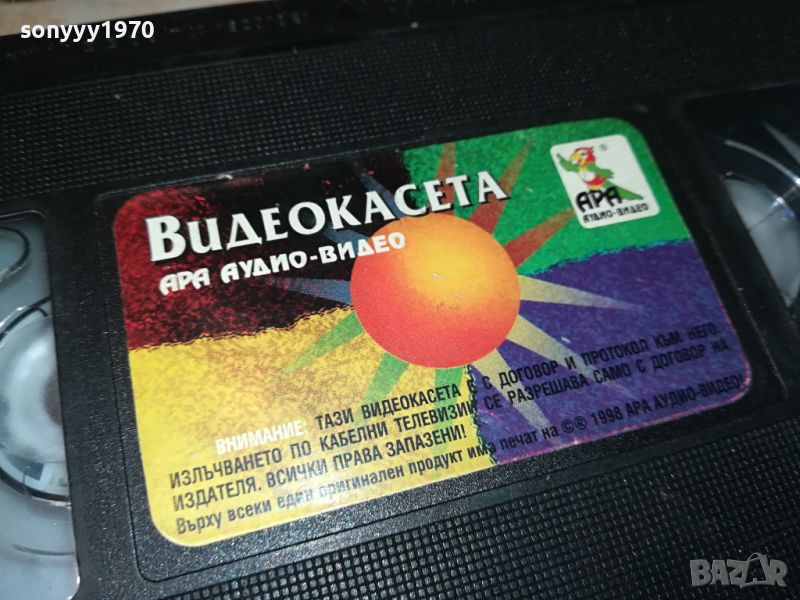 sonyyy1970
ВИДЕОКАСЕТА
АРА АУДИО-ВИДЕО
®
АРА
АУДИО-ВИДЕО
ВНИМАНИЕ: ТАЗИ ВИДЕОКАСЕТА Е С ДОГОВОР И ПРОТОКОЛ КЪМ НЕГО.
ИЗЛЪЧВАНЕТО ПО КАБЕЛНИ ТЕЛЕВИЗИИ СЕ РАЗРЕШАВА САМО С ДОГОВОР НА
ИЗДАТЕЛЯ. ВСИЧКИ ПРАВА ЗАПАЗЕНИ!
Върху всеки един оригинален продукт има печат на ©® 1998 АРА АУДИО-ВИДЕО!
BAZAR